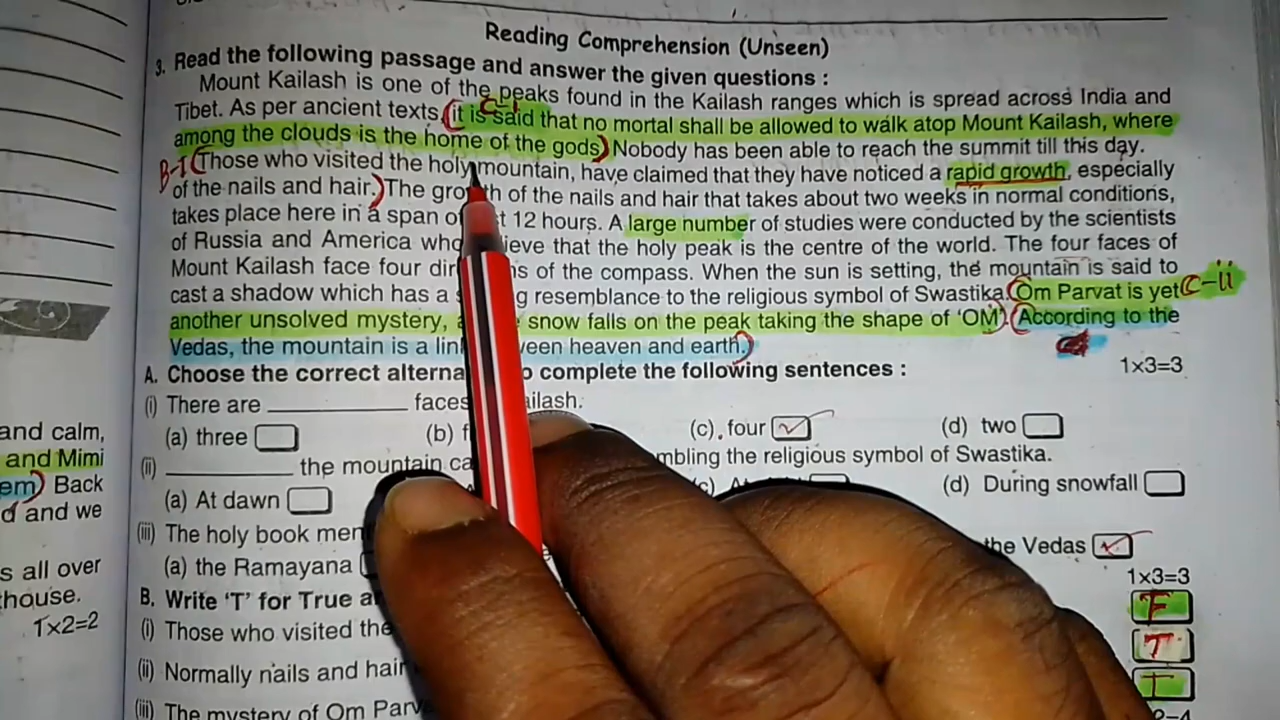 Reading Comprehension (Unseen)
3. Read the following passage and answer the given questions :
Mount Kailash is one of the peaks found in the Kailash ranges which is spread across India and
C-i
Tibet. As per ancient texts, (it is said that no mortal shall be allowed to walk atop Mount Kailash, where
among the clouds is the home of the gods.) Nobody has been able to reach the summit till this day.
B-I (Those who visited the holy mountain, have claimed that they have noticed a rapid growth, especially
of the nails and hair.) The growth of the nails and hair that takes about two weeks in normal conditions,
takes place here in a span of 12 hours. A large number of studies were conducted by the scientists
of Russia and America who believe that the holy peak is the centre of the world. The four faces of
Mount Kailash face four of the compass. When the sun is setting, the mountain is said to
cast a shadow which has a resemblance to the religious symbol of Swastika. (Om Parvat is yet C-ii
another unsolved mystery, snow falls on the peak taking the shape of 'OM'.) (According to the
Vedas, the mountain is a link between heaven and earth.)
A. Choose the correct to complete the following sentences :
1×3=3
(i) There are ________ faces
(a) three (b) (c) four ✓ (d) two
(ii) ________ the mountain the religious symbol of Swastika.
(a) At dawn (c) (d) During snowfall
(iii) The holy book
(a) the Ramayana the Vedas ✓
B. Write 'T' for True
1×3=3
(i) Those who visited the
F
(ii) Normally nails and hair
T
(iii) The mystery of Om
T
and calm,
and Mimi
em) Back
and we
s all over
house.
1×2=2